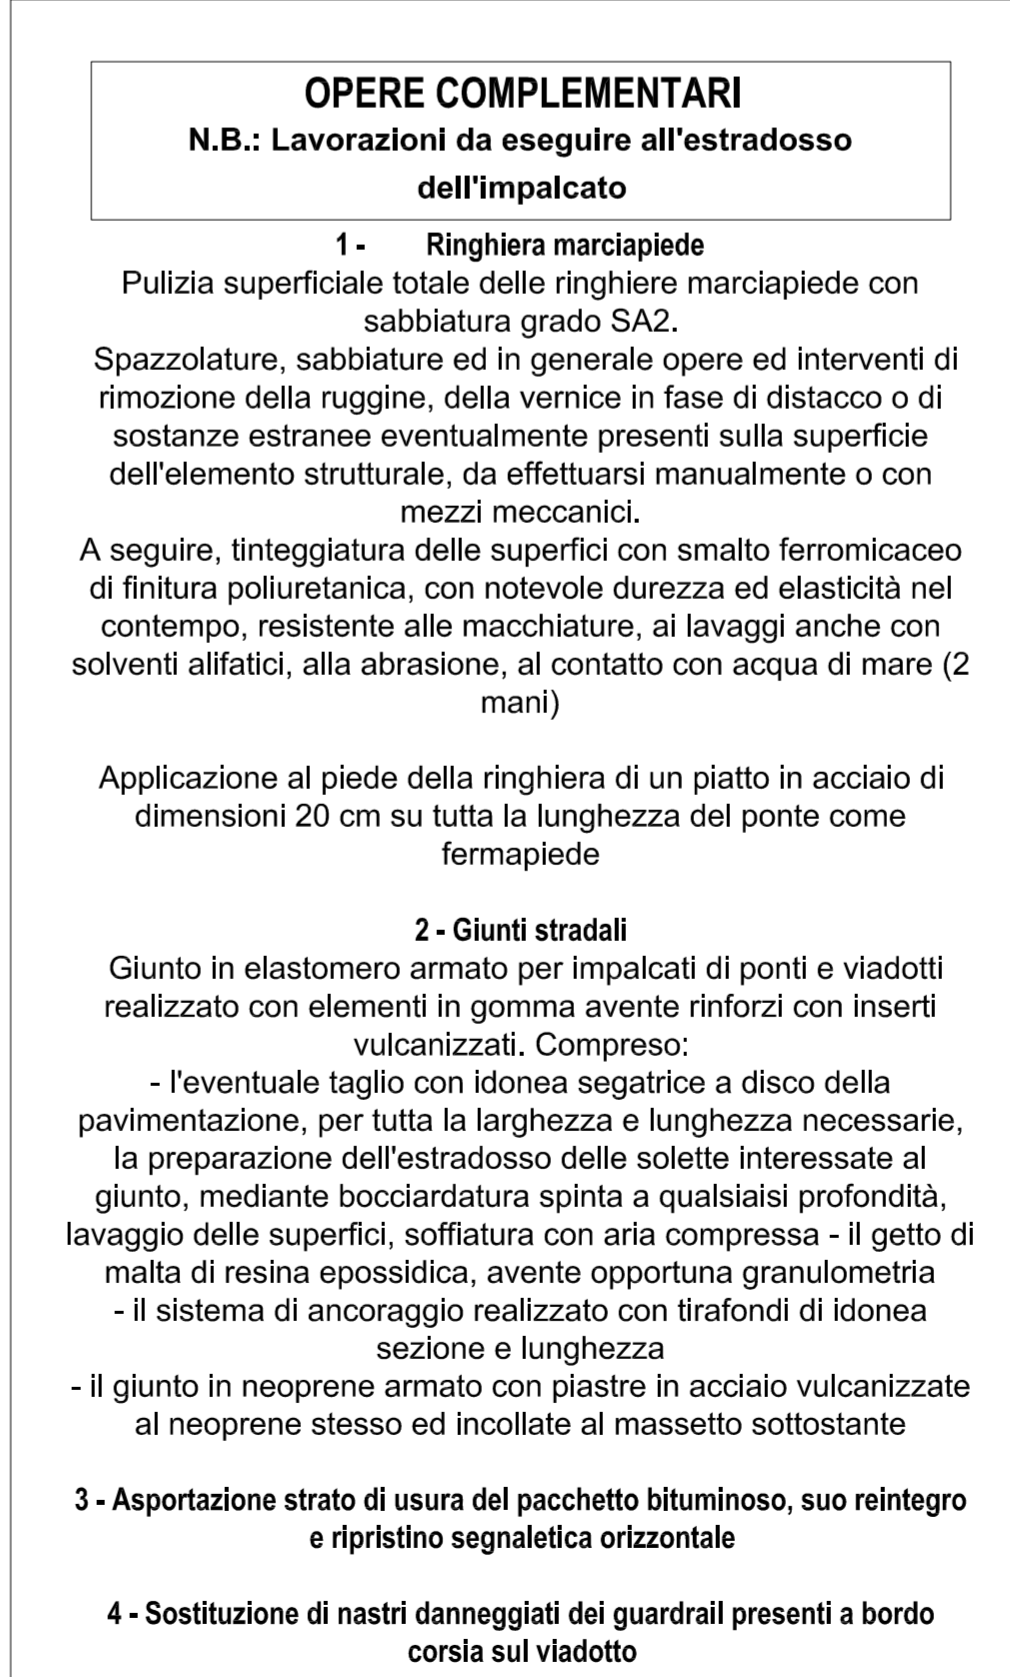 OPERE COMPLEMENTARI
N.B.: Lavorazioni da eseguire all'estradosso
dell'impalcato
1 - Ringhiera marciapiede
Pulizia superficiale totale delle ringhiere marciapiede con
sabbiatura grado SA2.
Spazzolature, sabbiature ed in generale opere ed interventi di
rimozione della ruggine, della vernice in fase di distacco o di
sostanze estranee eventualmente presenti sulla superficie
dell'elemento strutturale, da effettuarsi manualmente o con
mezzi meccanici.
A seguire, tinteggiatura delle superfici con smalto ferromicaceo
di finitura poliuretanica, con notevole durezza ed elasticità nel
contempo, resistente alle macchiature, ai lavaggi anche con
solventi alifatici, alla abrasione, al contatto con acqua di mare (2
mani)
Applicazione al piede della ringhiera di un piatto in acciaio di
dimensioni 20 cm su tutta la lunghezza del ponte come
fermapiede
2 - Giunti stradali
Giunto in elastomero armato per impalcati di ponti e viadotti
realizzato con elementi in gomma avente rinforzi con inserti
vulcanizzati. Compreso:
- l'eventuale taglio con idonea segatrice a disco della
pavimentazione, per tutta la larghezza e lunghezza necessarie,
la preparazione dell'estradosso delle solette interessate al
giunto, mediante bocciardatura spinta a qualsiaisi profondità,
lavaggio delle superfici, soffiatura con aria compressa - il getto di
malta di resina epossidica, avente opportuna granulometria
- il sistema di ancoraggio realizzato con tirafondi di idonea
sezione e lunghezza
- il giunto in neoprene armato con piastre in acciaio vulcanizzate
al neoprene stesso ed incollate al massetto sottostante
3 - Asportazione strato di usura del pacchetto bituminoso, suo reintegro
e ripristino segnaletica orizzontale
4 - Sostituzione di nastri danneggiati dei guardrail presenti a bordo
corsia sul viadotto